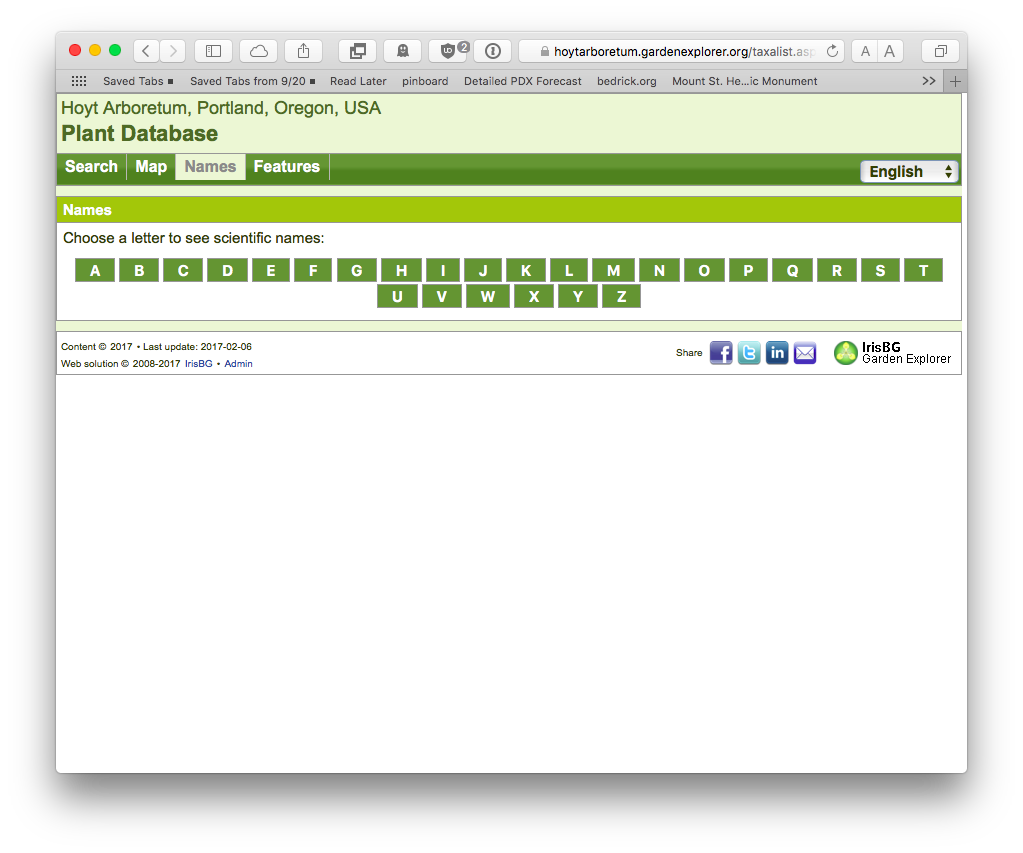 2
hoytarboretum.gardenexplorer.org/taxalist.asp
A A
Saved Tabs ■ Saved Tabs from 9/20 ■ Read Later pinboard Detailed PDX Forecast bedrick.org Mount St. He...ic Monument >> +
Hoyt Arboretum, Portland, Oregon, USA
Plant Database
Search Map Names Features English
Names
Choose a letter to see scientific names:
A B C D E F G H I J K L M N O P Q R S T
U V W X Y Z
Content © 2017 • Last update: 2017-02-06
Web solution © 2008-2017 IrisBG • Admin
Share f t in IrisBG
Garden Explorer